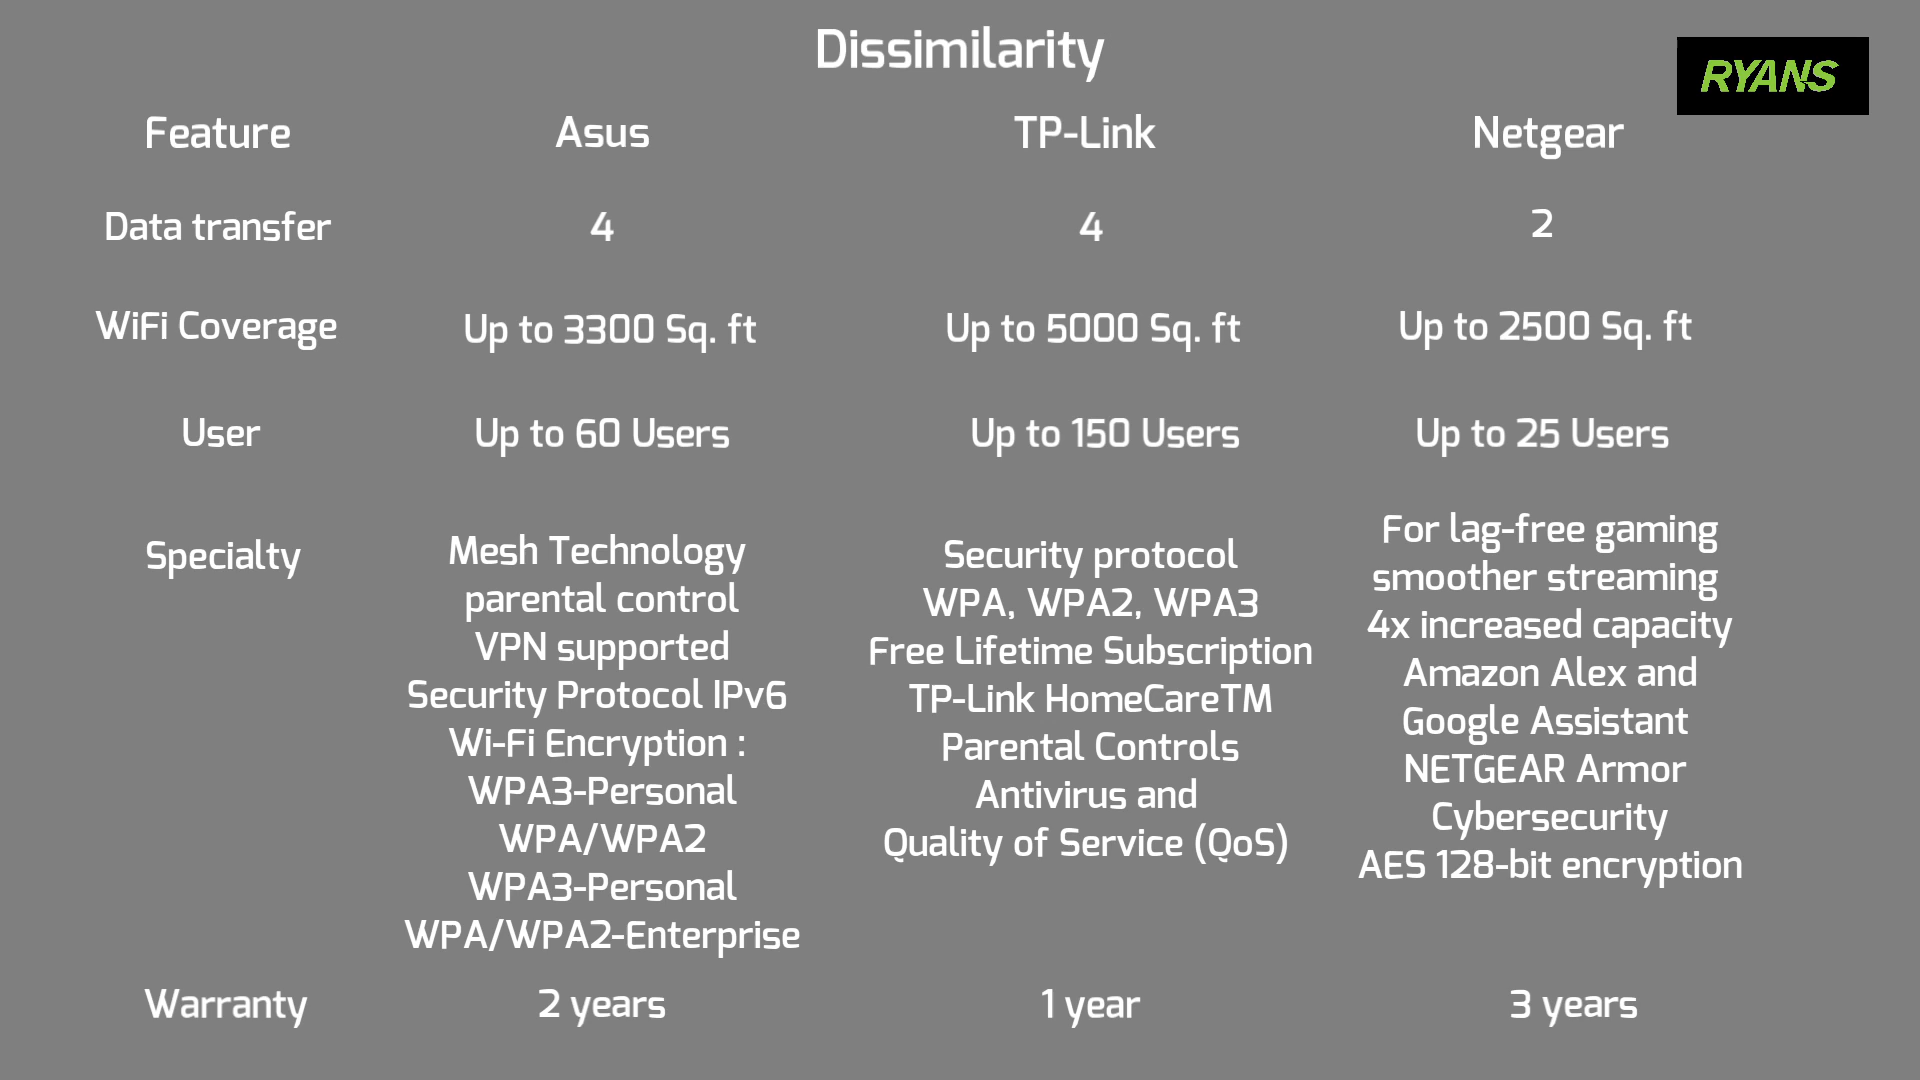 Dissimilarity
RYANS
Feature Asus TP-Link Netgear
Data transfer 4 4 2
WiFi Coverage Up to 3300 Sq. ft Up to 5000 Sq. ft Up to 2500 Sq. ft
User Up to 60 Users Up to 150 Users Up to 25 Users
Specialty
Mesh Technology
parental control
VPN supported
Security Protocol IPv6
Wi-Fi Encryption :
WPA3-Personal
WPA/WPA2
WPA3-Personal
WPA/WPA2-Enterprise
Security protocol
WPA, WPA2, WPA3
Free Lifetime Subscription
TP-Link HomeCareTM
Parental Controls
Antivirus and
Quality of Service (QoS)
For lag-free gaming
smoother streaming
4x increased capacity
Amazon Alex and
Google Assistant
NETGEAR Armor
Cybersecurity
AES 128-bit encryption
Warranty 2 years 1 year 3 years